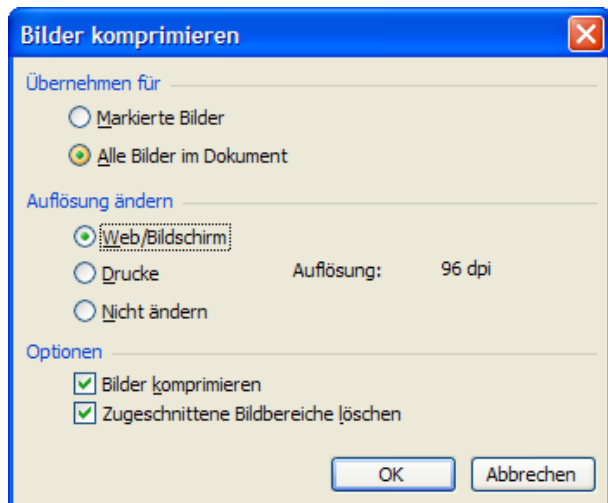 Bilder komprimieren
Übernehmen für
Markierte Bilder
Alle Bilder im Dokument
Auflösung ändern
Web/Bildschirm
Drucke Auflösung: 96 dpi
Nicht ändern
Optionen
Bilder komprimieren
Zugeschnittene Bildbereiche löschen
OK Abbrechen